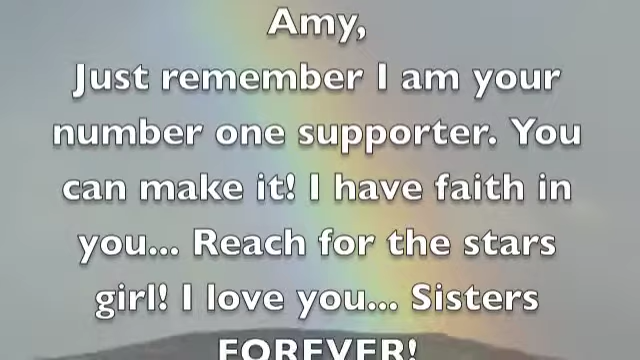 Amy,
Just remember I am your
number one supporter. You
can make it! I have faith in
you... Reach for the stars
girl! I love you... Sisters
FOREVER!